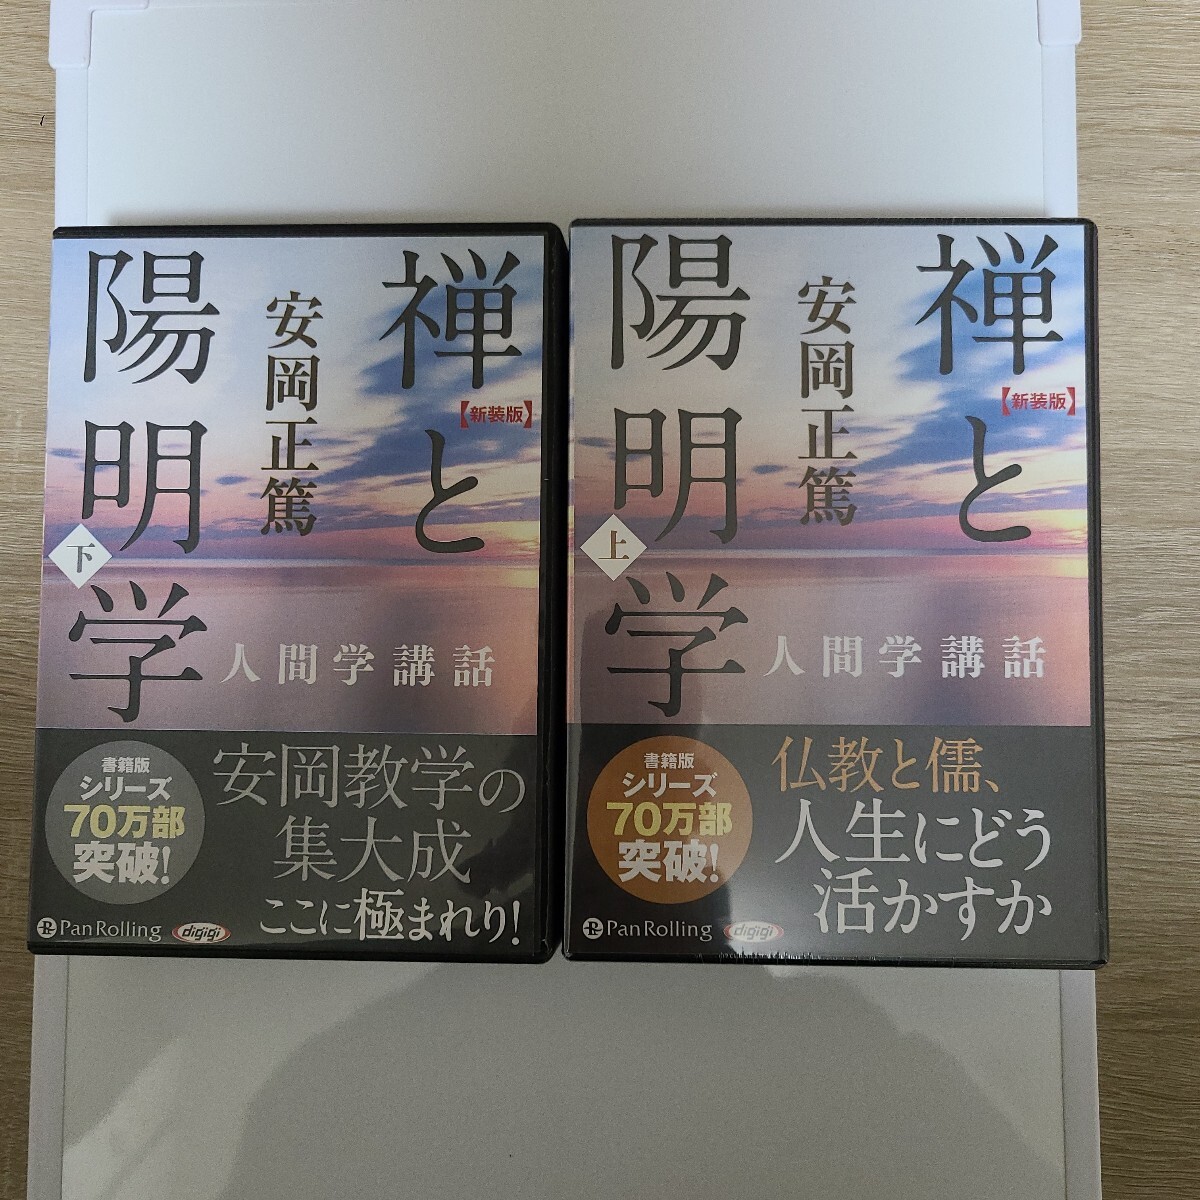 禅と
陽明学
下
安岡正篤
【新装版】
人間学講話
書籍版
シリーズ
70万部
突破!
安岡教学の
集大成
ここに極まれり!
PanRolling
digigi
禅と
陽明学
上
安岡正篤
【新装版】
人間学講話
書籍版
シリーズ
70万部
突破!
仏教と儒、
人生にどう
活かすか
PanRolling
digigi